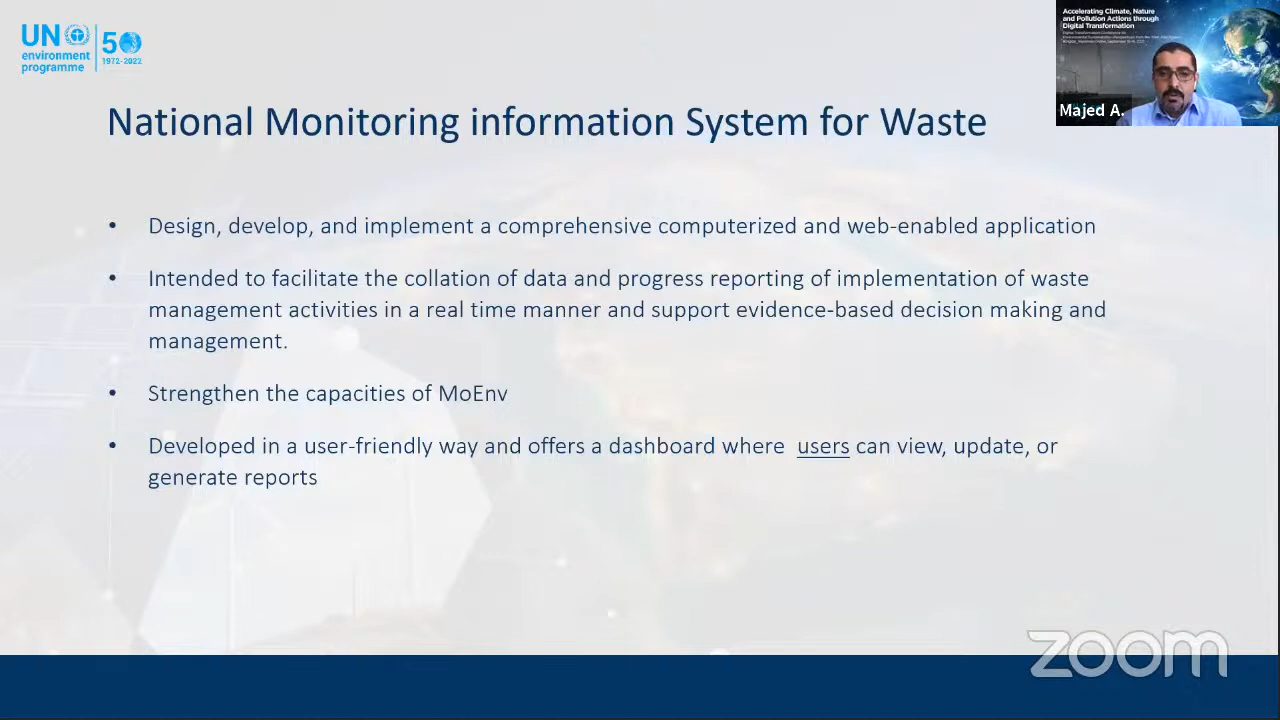 UN
environment
programme
50
1972-2022
Accelerating Climate, Nature
and Pollution Actions through
Digital Transformation
Majed A.
National Monitoring information System for Waste
• Design, develop, and implement a comprehensive computerized and web-enabled application
• Intended to facilitate the collation of data and progress reporting of implementation of waste
management activities in a real time manner and support evidence-based decision making and
management.
• Strengthen the capacities of MoEnv
• Developed in a user-friendly way and offers a dashboard where users can view, update, or
generate reports
zoom